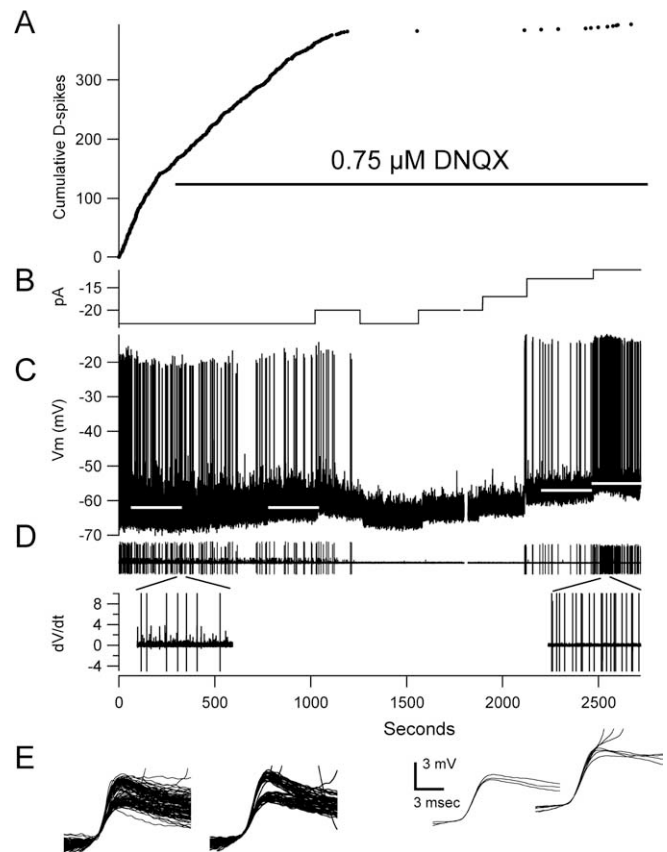 A
Cumulative D-spikes
300
200
100
0
0.75 µM DNQX
B
pA
-15
-20
C
Vm (mV)
-20
-30
-40
-50
-60
-70
D
dV/dt
8
4
0
-4
0 500 1000 1500 2000 2500
Seconds
E
3 mV
3 msec